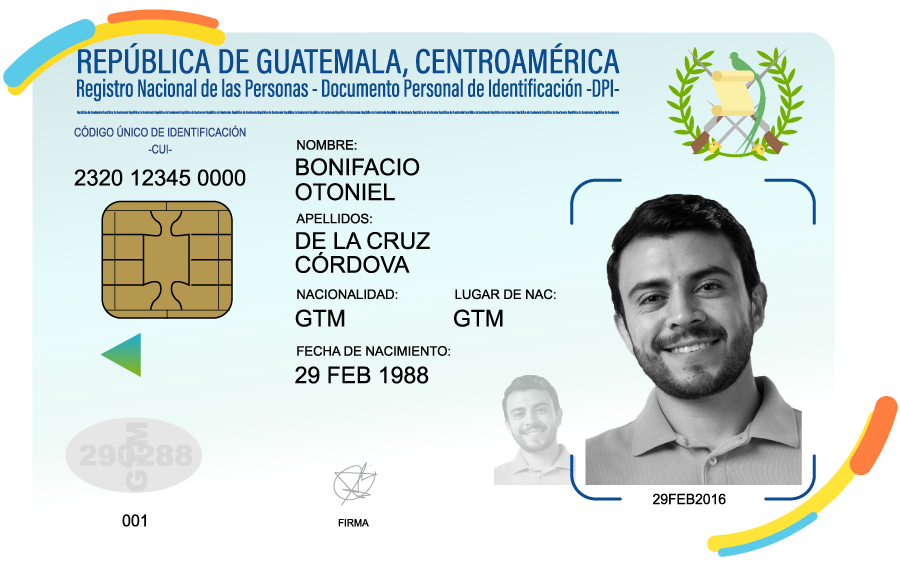 REPÚBLICA DE GUATEMALA, CENTROAMÉRICA
Registro Nacional de las Personas - Documento Personal de Identificación -DPI-
CÓDIGO ÚNICO DE IDENTIFICACIÓN
-CUI-
2320 12345 0000
NOMBRE:
BONIFACIO
OTONIEL
APELLIDOS:
DE LA CRUZ
CÓRDOVA
NACIONALIDAD:
GTM
LUGAR DE NAC:
GTM
FECHA DE NACIMIENTO:
29 FEB 1988
290288
GTM
001
FIRMA
29FEB2016